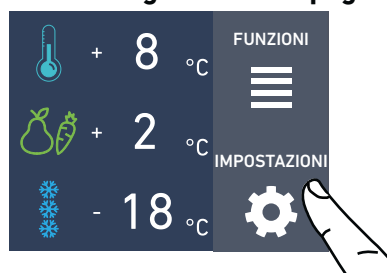 + 8 °C
FUNZIONI
+ 2 °C
IMPOSTAZIONI
- 18 °C